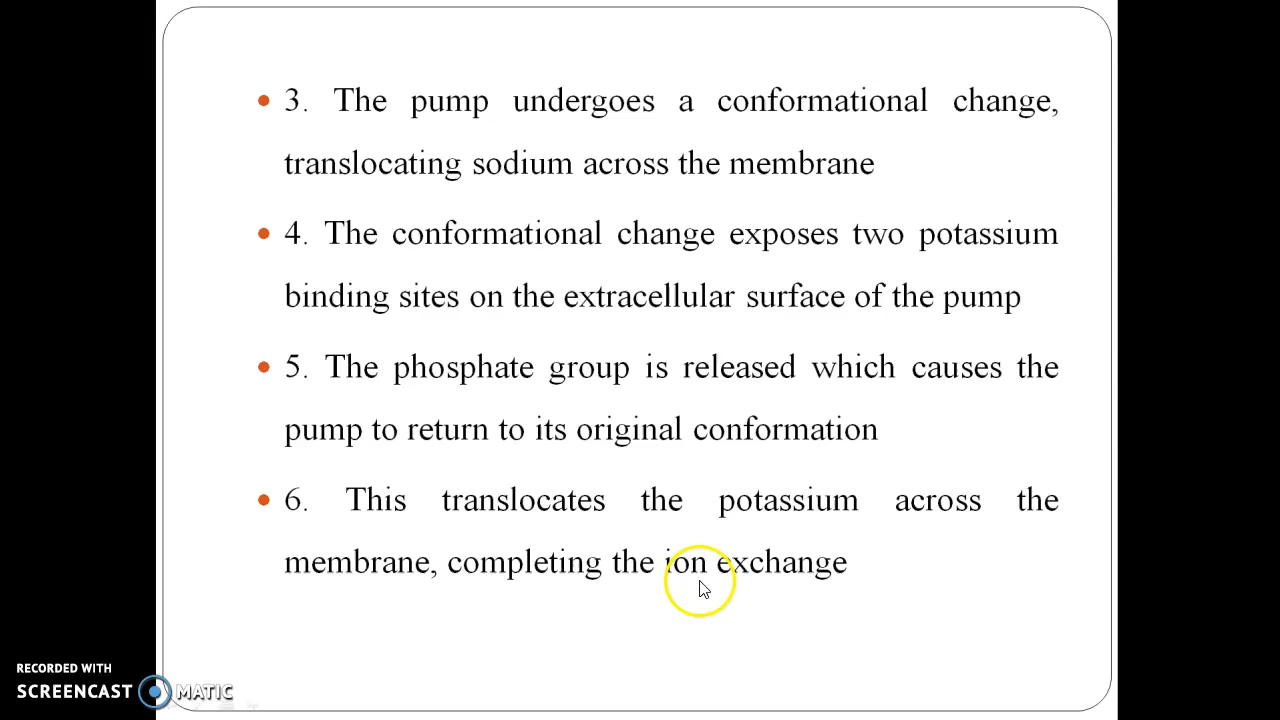 • 3. The pump undergoes a conformational change,
translocating sodium across the membrane
• 4. The conformational change exposes two potassium
binding sites on the extracellular surface of the pump
• 5. The phosphate group is released which causes the
pump to return to its original conformation
• 6. This translocates the potassium across the
membrane, completing the ion exchange
RECORDED WITH
SCREENCAST MATIC